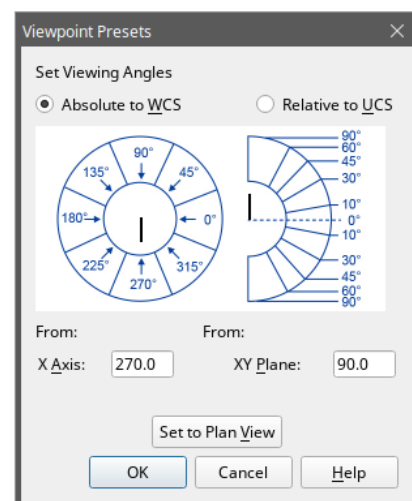 Viewpoint Presets
Set Viewing Angles
Absolute to WCS
Relative to UCS
90°
135°
45°
180°
0°
225°
315°
270°
90°
60°
45°
30°
10°
0°
10°
30°
45°
60°
90°
From:
From:
X Axis: 270.0
XY Plane: 90.0
Set to Plan View
OK
Cancel
Help